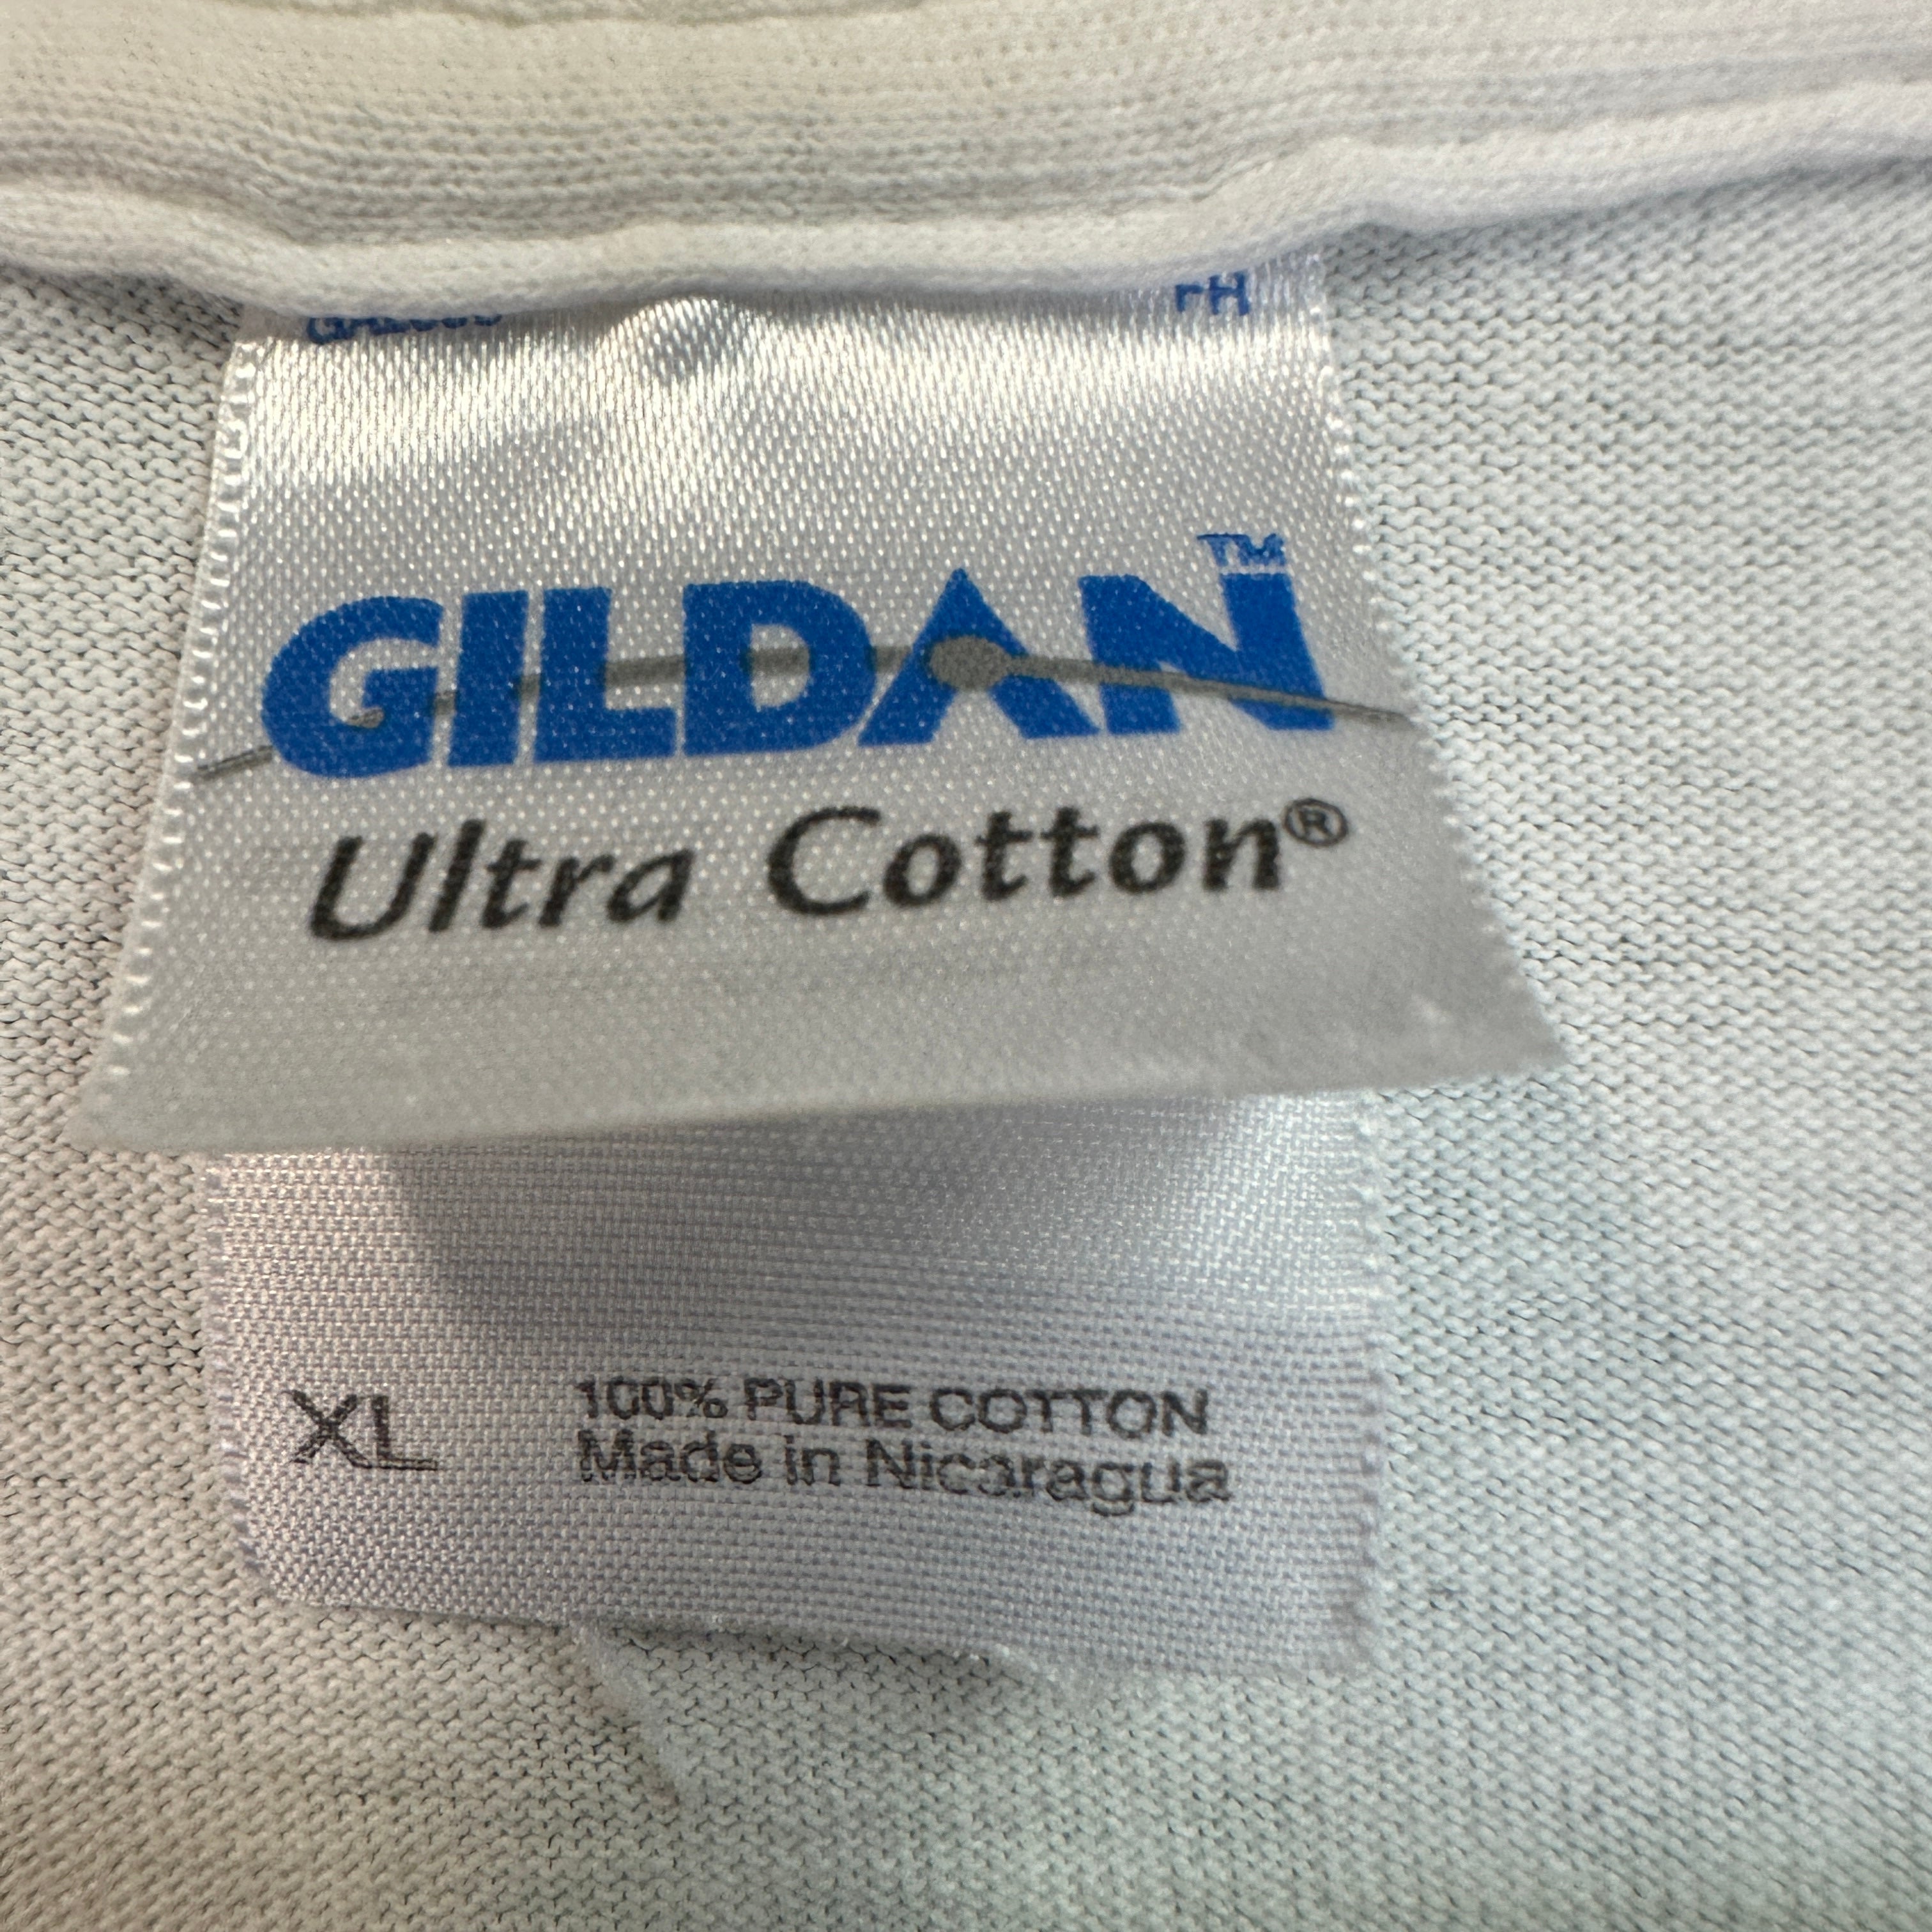 GILDAN™
Ultra Cotton®
XL
100% PURE COTTON
Made in Nicaragua